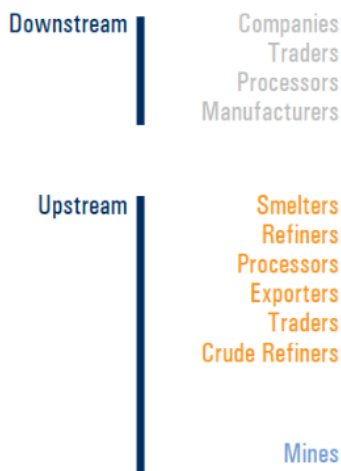 Downstream Companies
Traders
Processors
Manufacturers
Upstream Smelters
Refiners
Processors
Exporters
Traders
Crude Refiners
Mines